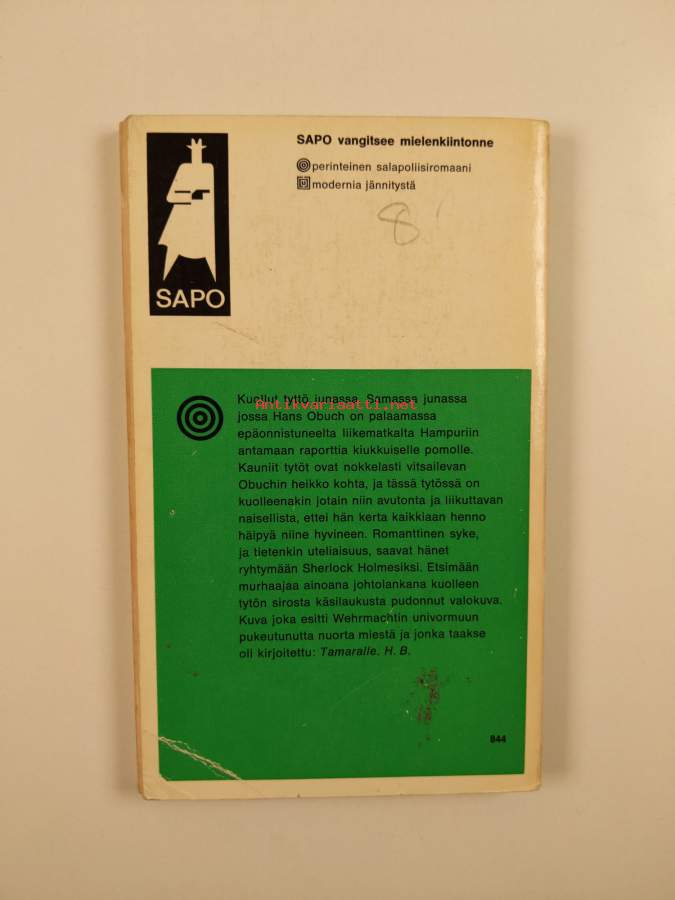 SAPO vangitsee mielenkiintonne
perinteinen salapoliisiromaani
modernia jännitystä
8
SAPO
Kuollut tyttö junassa. Samassa junassa
Antikvariaatti.net
jossa Hans Obuch on palaamassa
epäonnistuneelta liikematkalta Hampuriin
antamaan raporttia kiukkuiselle pomolle.
Kauniit tytöt ovat nokkelasti vitsailevan
Obuchin heikko kohta, ja tässä tytössä on
kuolleenakin jotain niin avutonta ja liikuttavan
naisellista, ettei hän kerta kaikkiaan henno
häipyä niine hyvineen. Romanttinen syke,
ja tietenkin uteliaisuus, saavat hänet
ryhtymään Sherlock Holmesiksi. Etsimään
murhaajaa ainoana johtolankana kuolleen
tytön sirosta käsilaukusta pudonnut valokuva.
Kuva joka esitti Wehrmachtin univormuun
pukeutunutta nuorta miestä ja jonka taakse
oli kirjoitettu: Tamaralle. H. B.
844